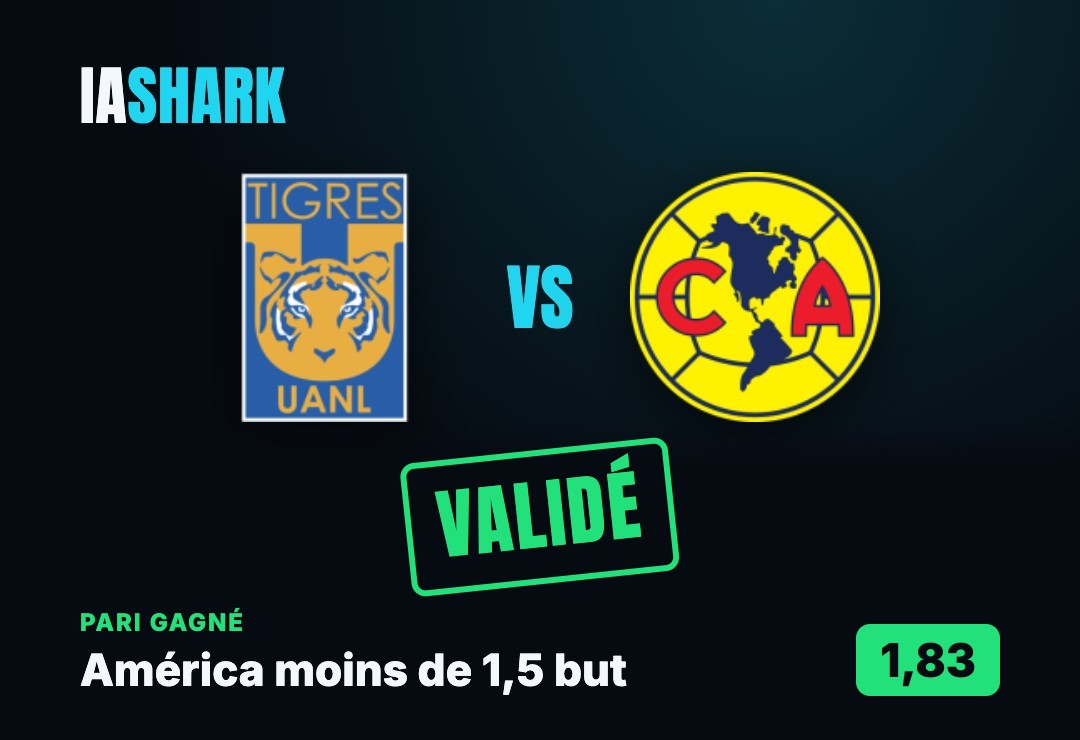 IASHARK
TIGRES
UANL
VS
C A
VALIDÉ
PARI GAGNÉ
América moins de 1,5 but
1,83